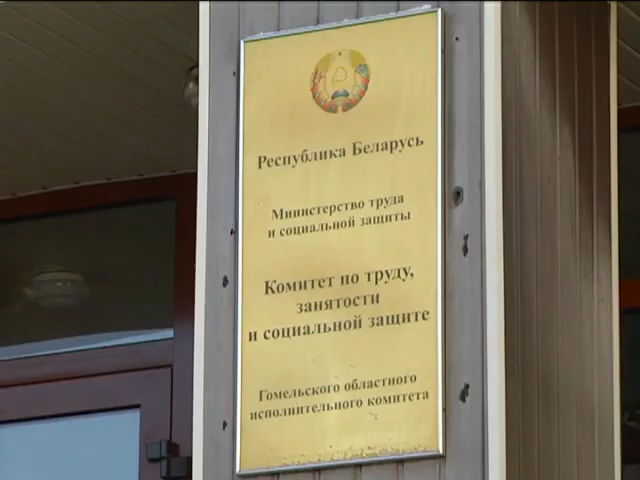 Республика Беларусь
Министерство труда
и социальной защиты
Комитет по труду,
занятости
и социальной защите
Гомельского областного
исполнительного комитета